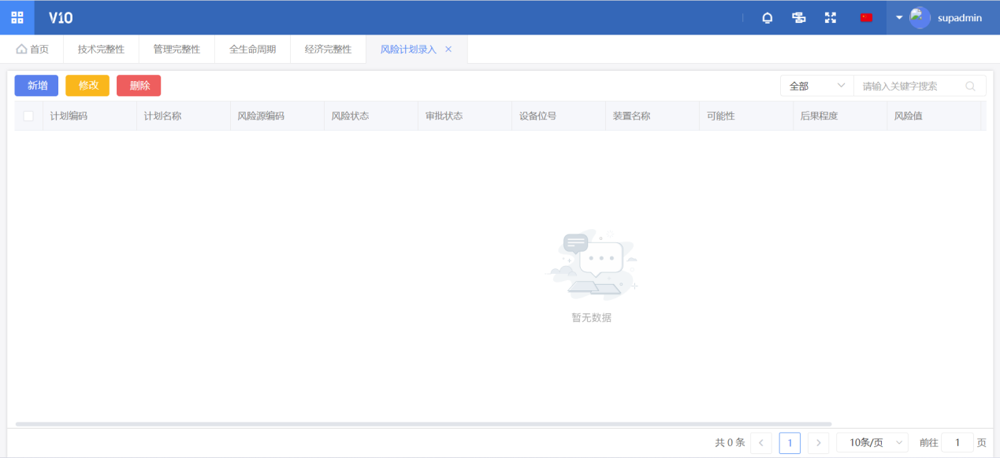 V10
supadmin
首页 技术完整性 管理完整性 全生命周期 经济完整性 风险计划录入 ×
新增 修改 删除 全部 请输入关键字搜索
计划编码 计划名称 风险源编码 风险状态 审批状态 设备位号 装置名称 可能性 后果程度 风险值
暂无数据
共 0 条 < 1 > 10条/页 前往 1 页